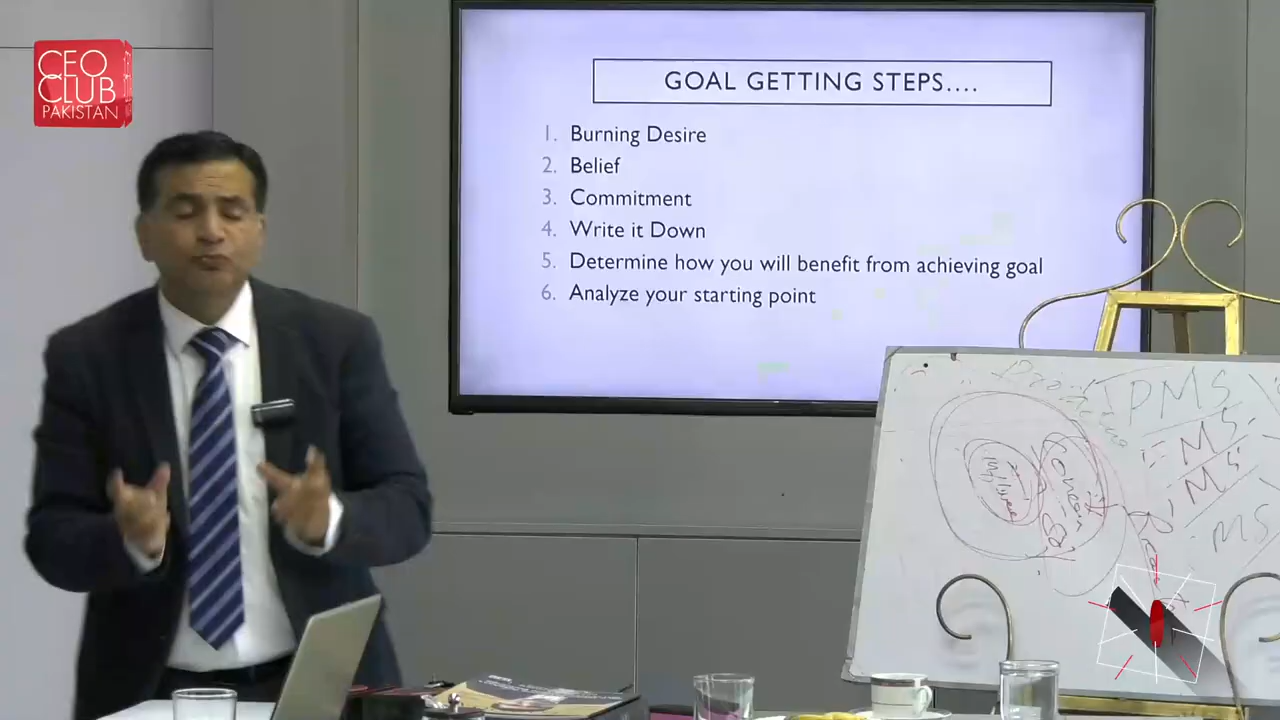 CEO
CLUB
PAKISTAN
GOAL GETTING STEPS....
1. Burning Desire
2. Belief
3. Commitment
4. Write it Down
5. Determine how you will benefit from achieving goal
6. Analyze your starting point
PMS
MS
MS
MS